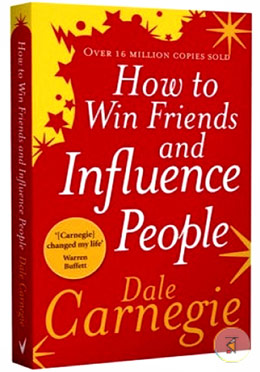 OVER 16 MILLION COPIES SOLD
How to
Win Friends
and
Influence
People
'(Carnegie)
changed my life'
Warren
Buffett
Dale
Carnegie
How to Win Friends and Influence People Dale Carnegie